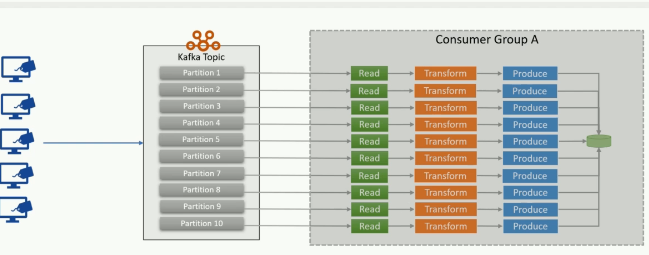 Consumer Group A
Kafka Topic
Partition 1 Read Transform Produce
Partition 2 Read Transform Produce
Partition 3 Read Transform Produce
Partition 4 Read Transform Produce
Partition 5 Read Transform Produce
Partition 6 Read Transform Produce
Partition 7 Read Transform Produce
Partition 8 Read Transform Produce
Partition 9 Read Transform Produce
Partition 10 Read Transform Produce